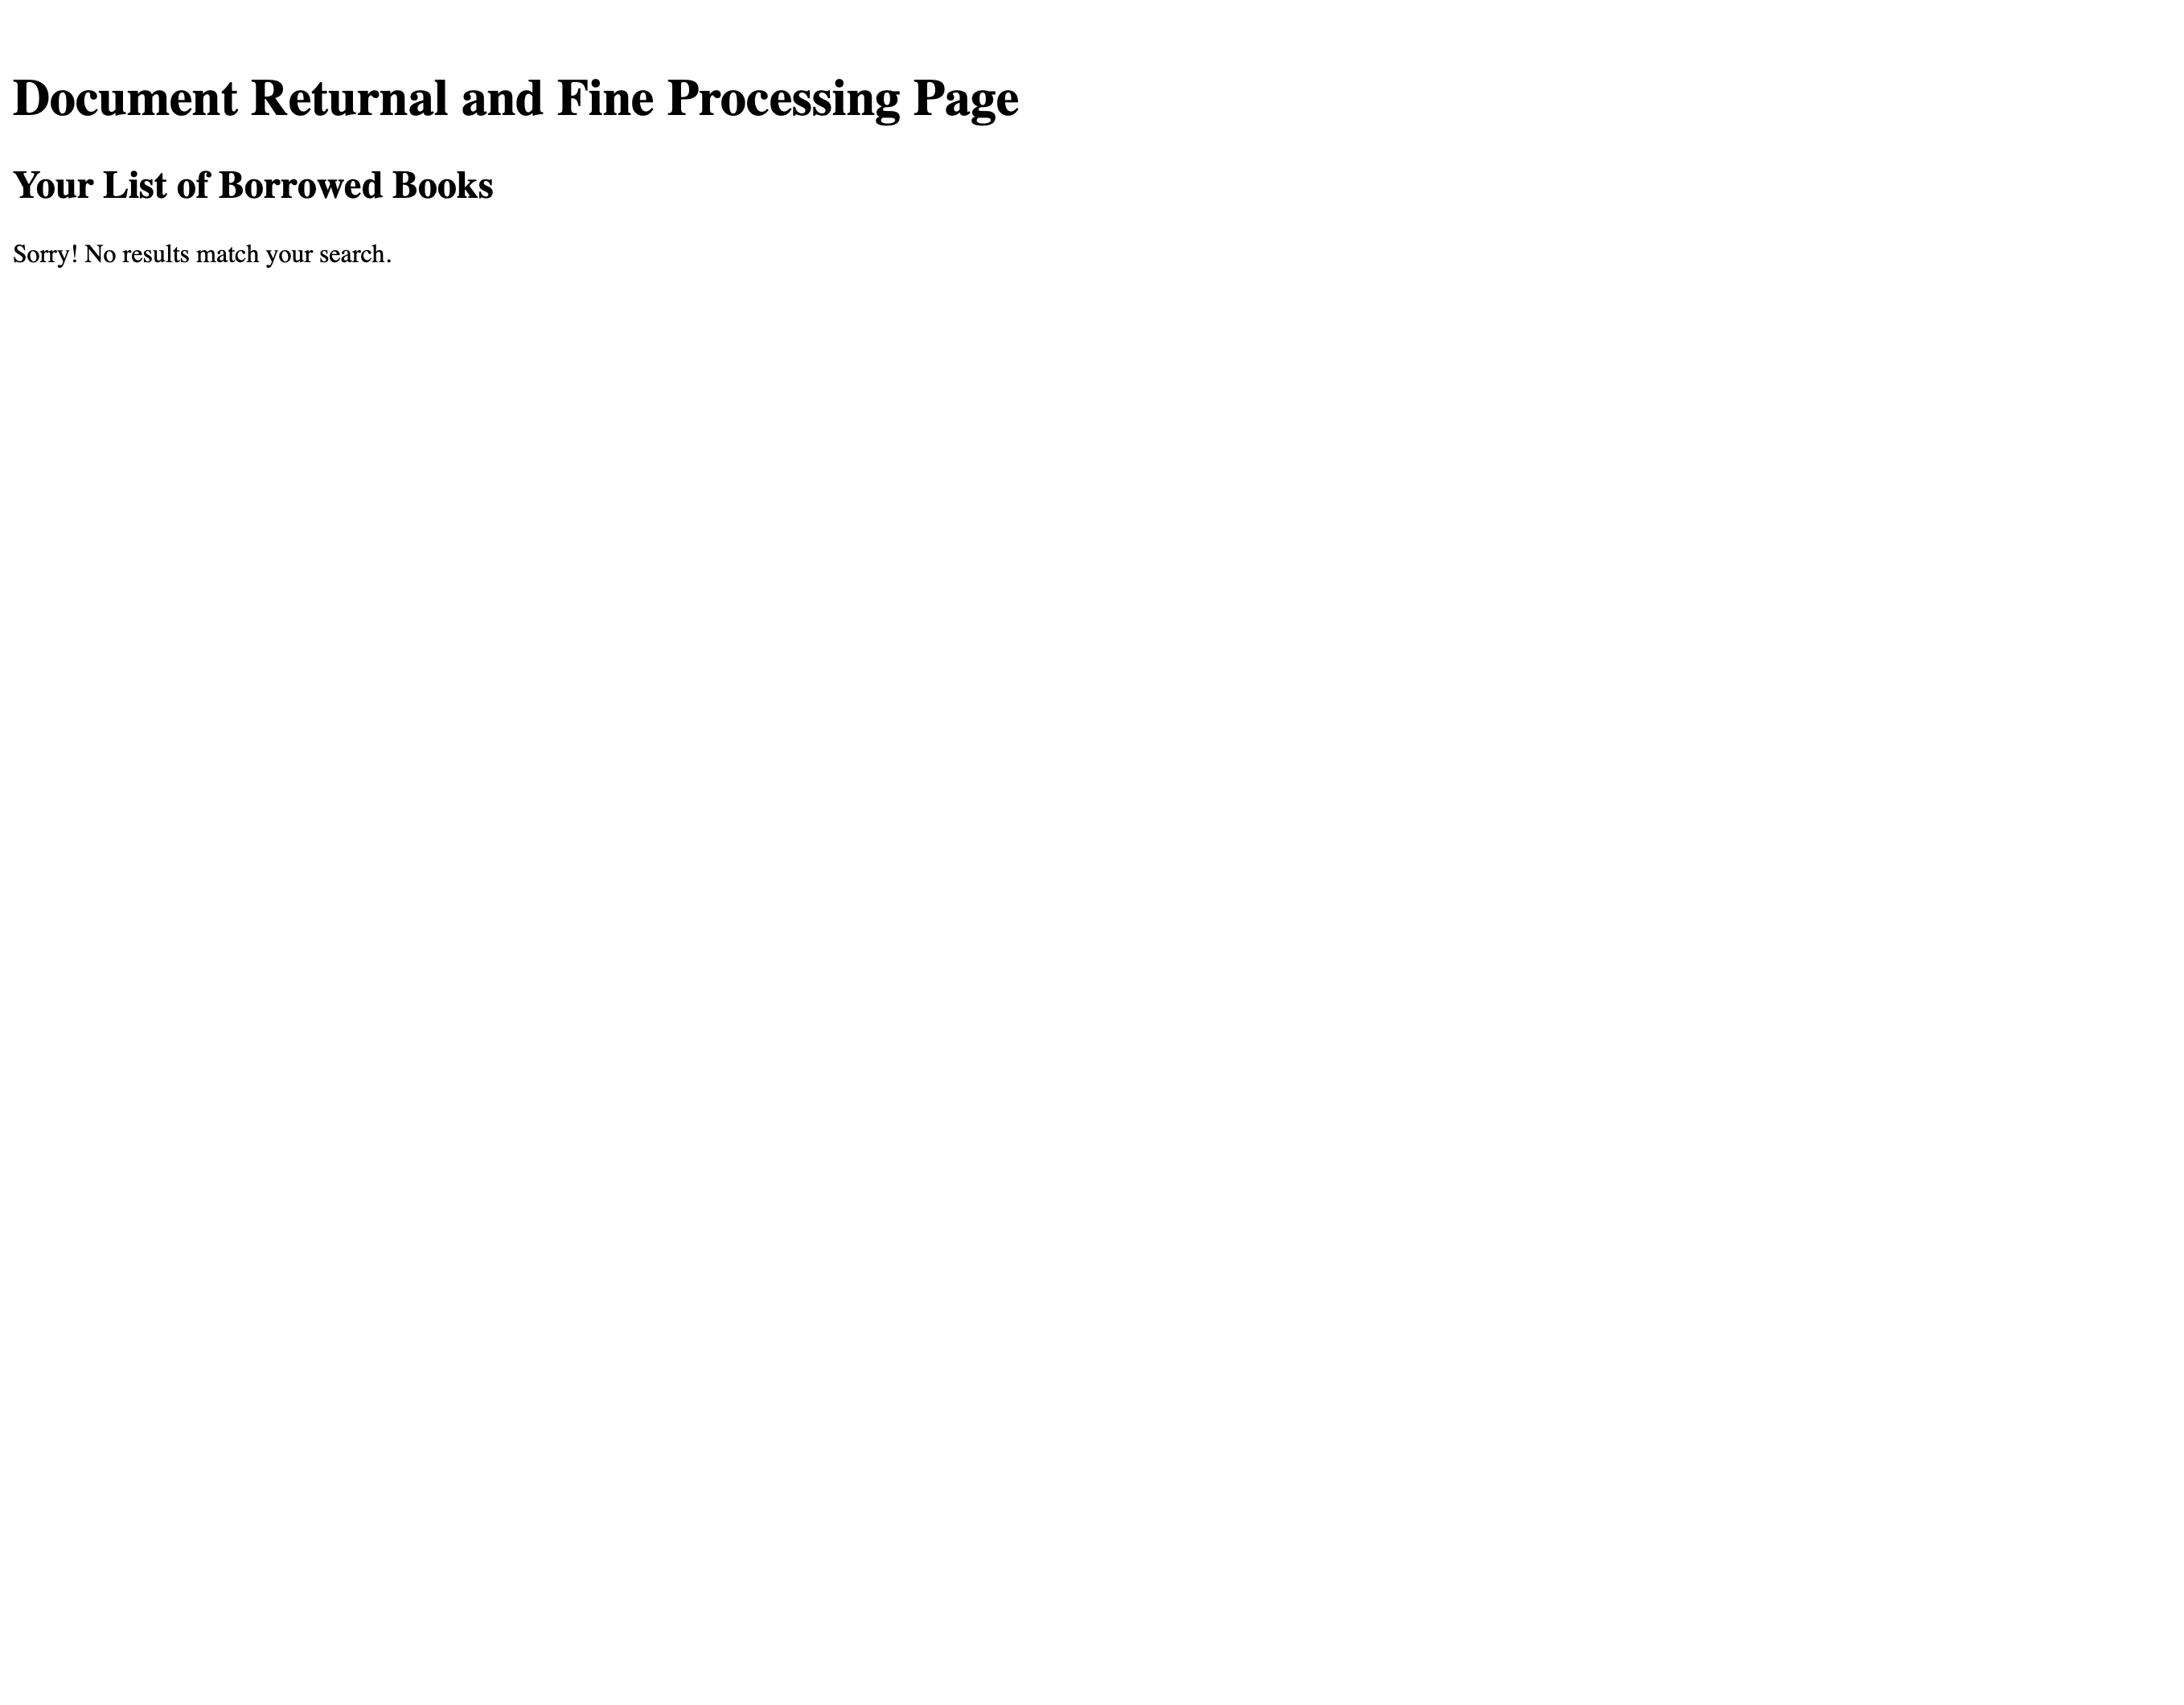 Document Returnal and Fine Processing Page
Your List of Borrowed Books
Sorry! No results match your search.